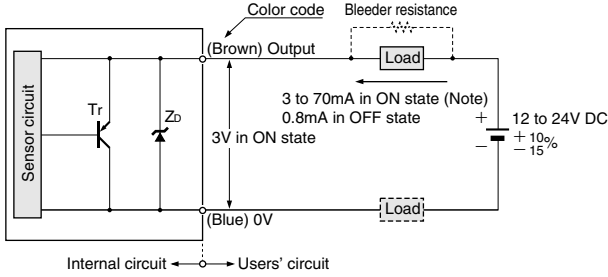 Color code
Bleeder resistance
(Brown) Output
Load
Sensor circuit
Tr
ZD
3V in ON state
3 to 70mA in ON state (Note)
0.8mA in OFF state
+
−
12 to 24V DC
+ 10
− 15 %
(Blue) 0V
Load
Internal circuit
Users' circuit